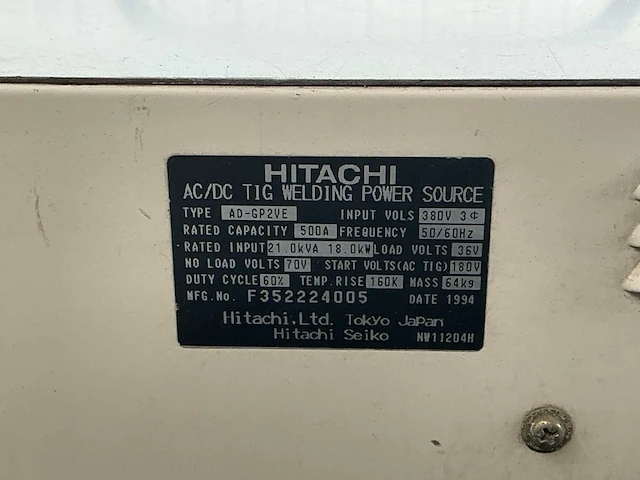 HITACHI
AC/DC TIG WELDING POWER SOURCE
TYPE AD-GP2VE INPUT VOLS 380V 3Φ
RATED CAPACITY 500A FREQUENCY 50/60Hz
RATED INPUT 21.0kVA 18.0kW LOAD VOLTS 36V
NO LOAD VOLTS 70V START VOLTS(AC TIG) 180V
DUTY CYCLE 60% TEMP.RISE 160K MASS 64kg
MFG.No. F352224005 DATE 1994
Hitachi,Ltd. Tokyo Japan
Hitachi Seiko NW11204H